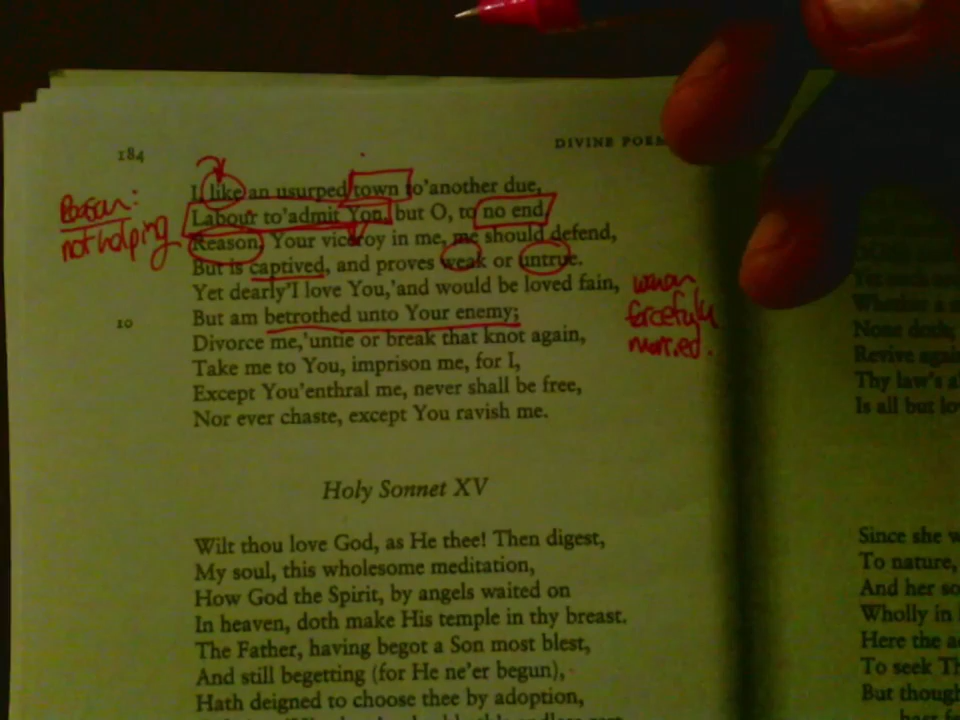 184
DIVINE POEM
I like an usurped town to'another due,
Labour to'admit You, but O, to no end,
Reason, Your viceroy in me, me should defend,
But is captived, and proves weak or untrue.
Yet dearly'I love You,'and would be loved fain,
10 But am betrothed unto Your enemy;
Divorce me,'untie or break that knot again,
Take me to You, imprison me, for I,
Except You'enthral me, never shall be free,
Nor ever chaste, except You ravish me.
Reason:
not helping
woman
forcefully
married.
Holy Sonnet XV
Wilt thou love God, as He thee! Then digest,
My soul, this wholesome meditation,
How God the Spirit, by angels waited on
In heaven, doth make His temple in thy breast.
The Father, having begot a Son most blest,
And still begetting (for He ne'er begun),
Hath deigned to choose thee by adoption,
Yet much
Whether a
None doth,
Revive again
Thy law's a
Is all but lo
Since she w
To nature,
And her so
Wholly in
Here the a
To seek Th
But though